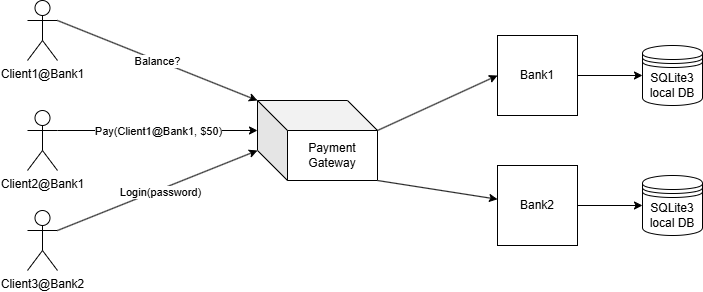 Client1@Bank1
Balance?
Client2@Bank1
Pay(Client1@Bank1, $50)
Client3@Bank2
Login(password)
Payment
Gateway
Bank1
SQLite3
local DB
Bank2
SQLite3
local DB